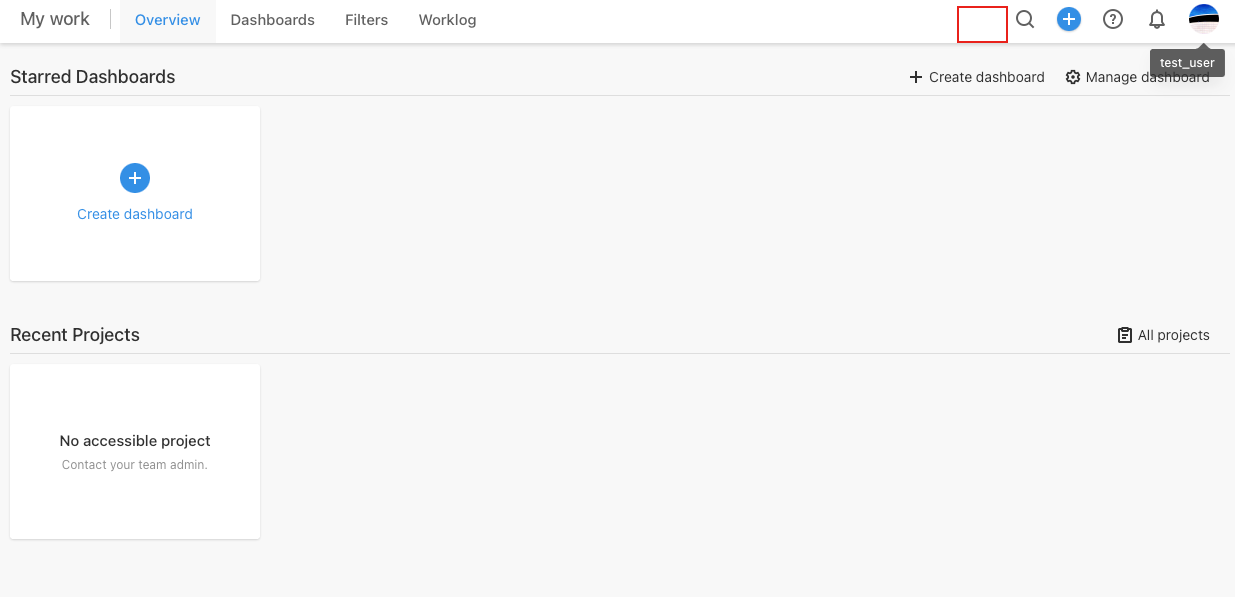 My work
Overview
Dashboards
Filters
Worklog
test_user
Starred Dashboards
Create dashboard
Manage dashboard
Create dashboard
Recent Projects
All projects
No accessible project
Contact your team admin.